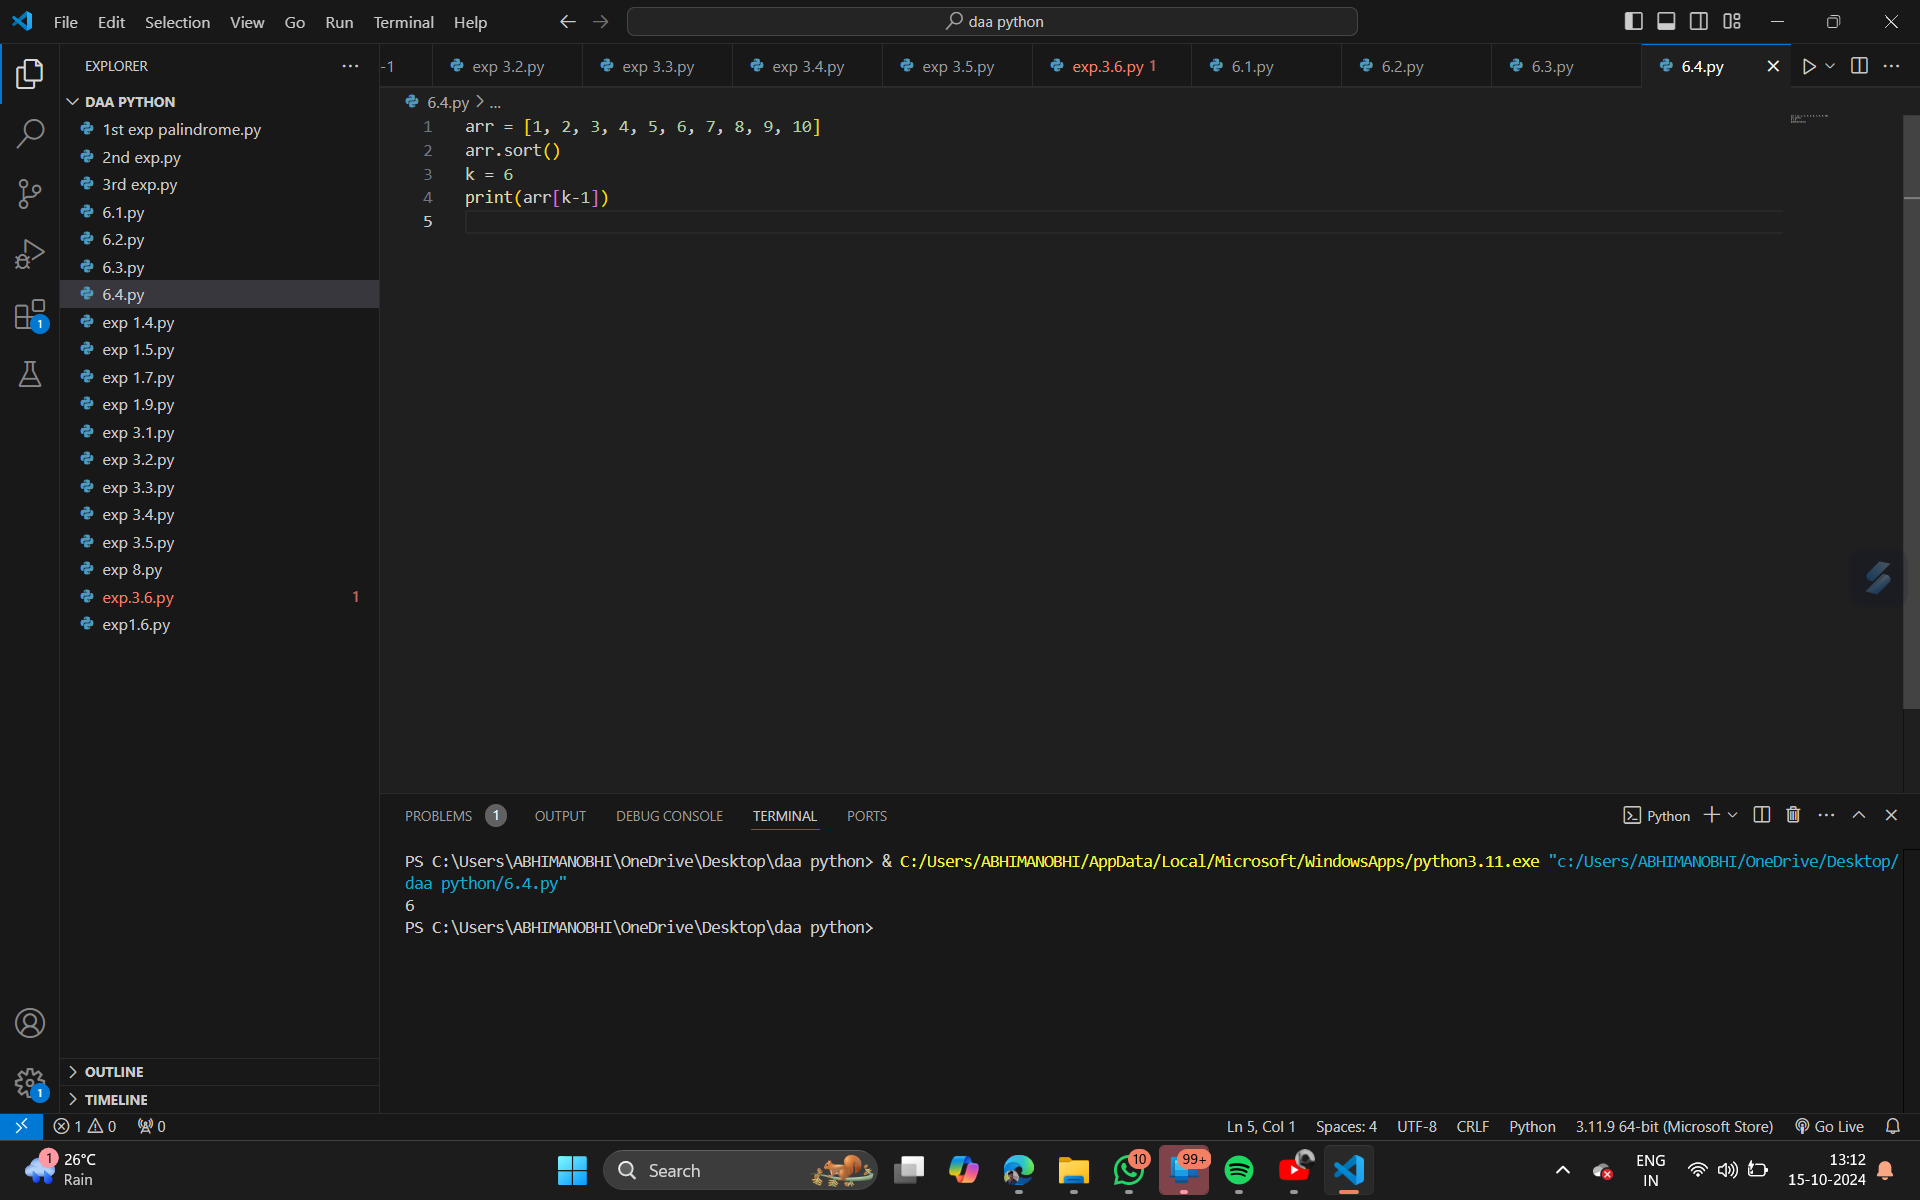 File Edit Selection View Go Run Terminal Help
daa python
EXPLORER
-1
exp 3.2.py
exp 3.3.py
exp 3.4.py
exp 3.5.py
exp.3.6.py 1
6.1.py
6.2.py
6.3.py
6.4.py
DAA PYTHON
1st exp palindrome.py
2nd exp.py
3rd exp.py
6.1.py
6.2.py
6.3.py
6.4.py
exp 1.4.py
exp 1.5.py
exp 1.7.py
exp 1.9.py
exp 3.1.py
exp 3.2.py
exp 3.3.py
exp 3.4.py
exp 3.5.py
exp 8.py
exp.3.6.py 1
exp1.6.py
OUTLINE
TIMELINE
1
1
6.4.py > ...
1 arr = [1, 2, 3, 4, 5, 6, 7, 8, 9, 10]
2 arr.sort()
3 k = 6
4 print(arr[k-1])
5
PROBLEMS 1 OUTPUT DEBUG CONSOLE TERMINAL PORTS
Python
PS C:\Users\ABHIMANOBHI\OneDrive\Desktop\daa python> & C:/Users/ABHIMANOBHI/AppData/Local/Microsoft/WindowsApps/python3.11.exe "c:/Users/ABHIMANOBHI/OneDrive/Desktop/
daa python/6.4.py"
6
PS C:\Users\ABHIMANOBHI\OneDrive\Desktop\daa python>
1 0 0
Ln 5, Col 1 Spaces: 4 UTF-8 CRLF Python 3.11.9 64-bit (Microsoft Store) Go Live
1
26°C
Rain
Search
10
99+
ENG
IN
13:12
15-10-2024